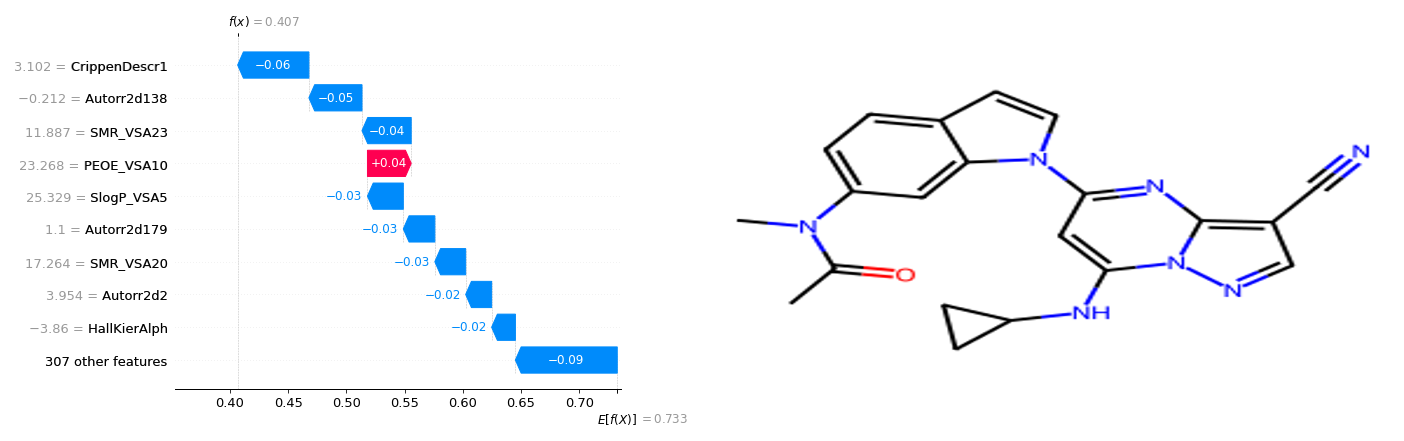 f(x) = 0.407
3.102 = CrippenDescr1
−0.06
−0.212 = Autorr2d138
−0.05
11.887 = SMR_VSA23
−0.04
23.268 = PEOE_VSA10
+0.04
25.329 = SlogP_VSA5
−0.03
1.1 = Autorr2d179
−0.03
17.264 = SMR_VSA20
−0.03
3.954 = Autorr2d2
−0.02
−3.86 = HallKierAlph
−0.02
307 other features
−0.09
0.40 0.45 0.50 0.55 0.60 0.65 0.70
E[f(X)] = 0.733
N
N
N
N
O
N
N
NH